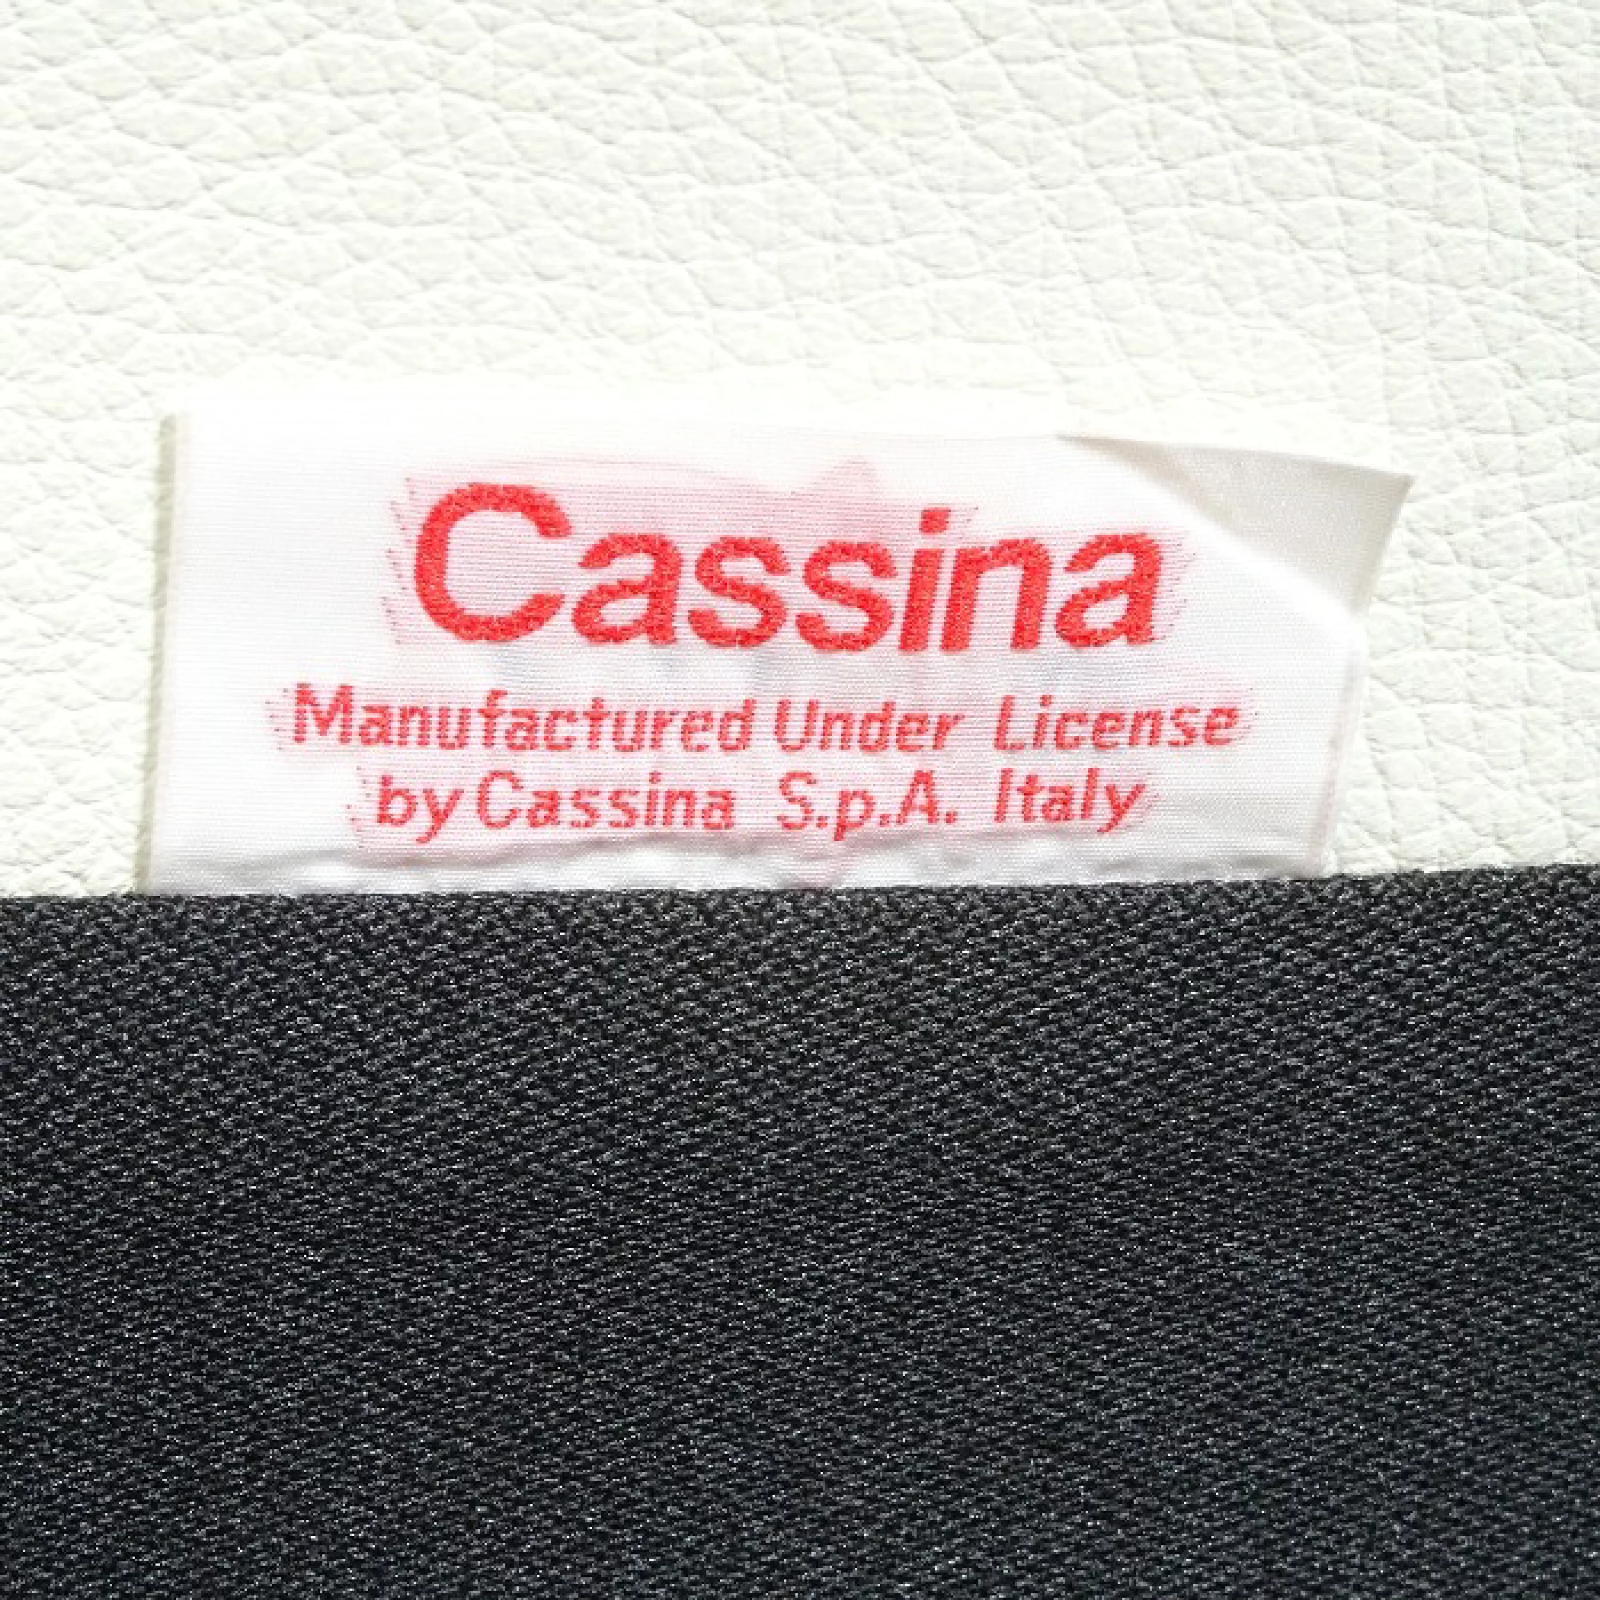 Cassina
Manufactured Under License
by Cassina S.p.A. Italy